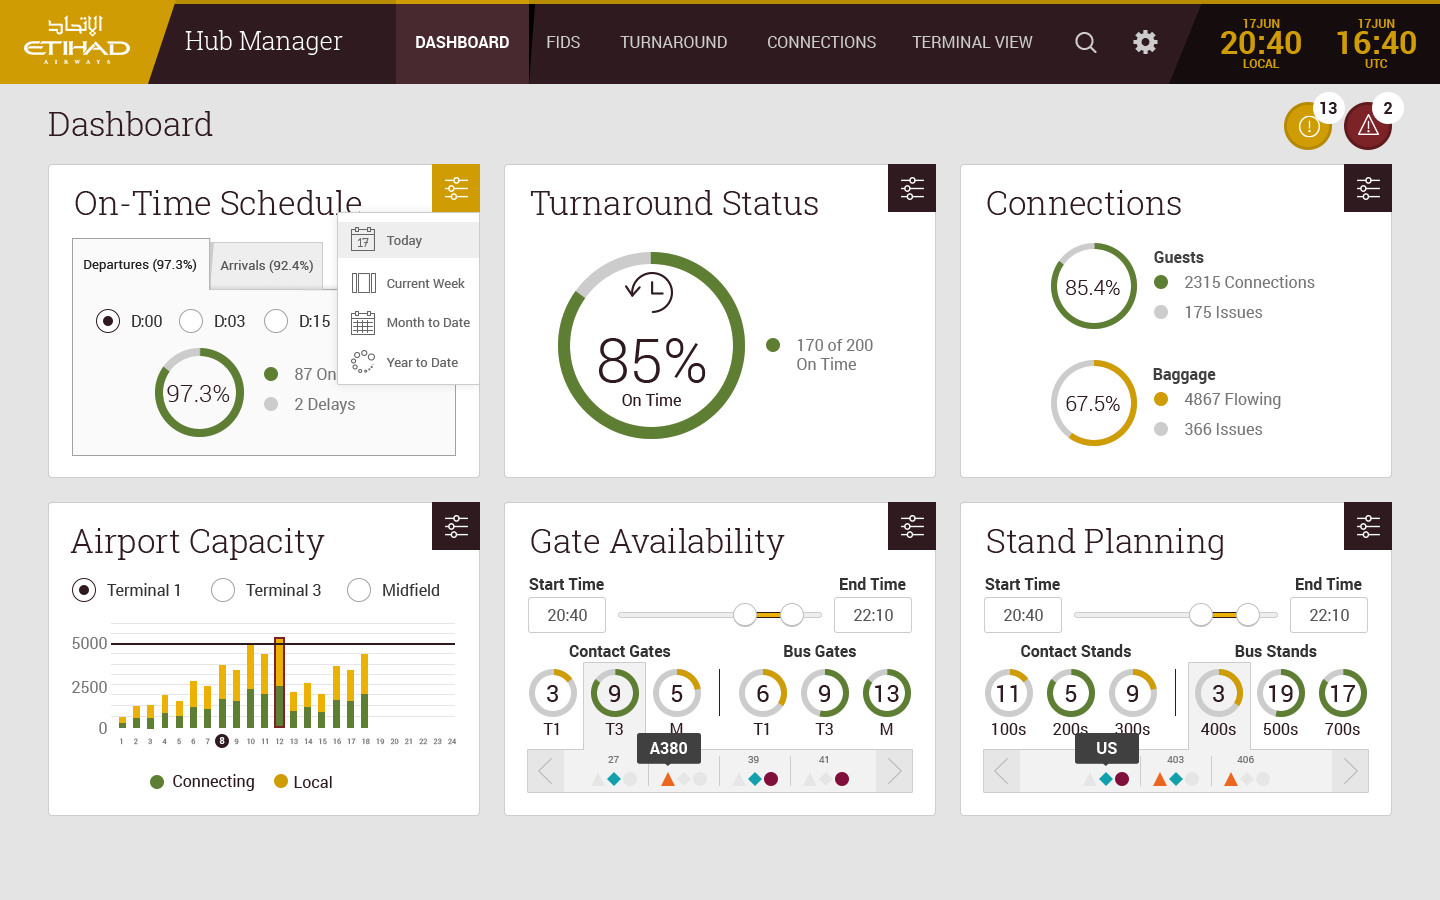 الإتحاد
ETIHAD
AIRWAYS
Hub Manager
DASHBOARD
FIDS
TURNAROUND
CONNECTIONS
TERMINAL VIEW
17JUN
20:40
LOCAL
17JUN
16:40
UTC
Dashboard
13
2
On-Time Schedule
Departures (97.3%)
Arrivals (92.4%)
D:00
D:03
D:15
97.3%
87 On
2 Delays
17
Today
Current Week
Month to Date
Year to Date
Turnaround Status
85%
On Time
170 of 200
On Time
Connections
85.4%
Guests
2315 Connections
175 Issues
67.5%
Baggage
4867 Flowing
366 Issues
Airport Capacity
Terminal 1
Terminal 3
Midfield
5000
2500
0
1 2 3 4 5 6 7 8 9 10 11 12 13 14 15 16 17 18 19 20 21 22 23 24
Connecting
Local
Gate Availability
Start Time
End Time
20:40
22:10
Contact Gates
Bus Gates
3 9 5 6 9 13
T1 T3 M T1 T3 M
A380
27 39 41
Stand Planning
Start Time
End Time
20:40
22:10
Contact Stands
Bus Stands
11 5 9 3 19 17
100s 200s 300s 400s 500s 700s
US
403 406